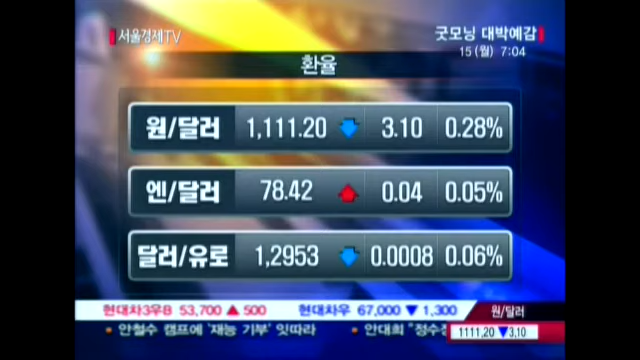 서울경제TV
굿모닝 대박예감
15(월) 7:04
환율
원/달러 1,111.20 3.10 0.28%
엔/달러 78.42 0.04 0.05%
달러/유로 1,2953 0.0008 0.06%
현대차3우B 53,700 ▲ 500 현대차우 67,000 ▼ 1,300 원/달러
• 안철수 캠프에 '재능 기부' 잇따라 • 안대희 "정수장 1111,20 ▼3,10